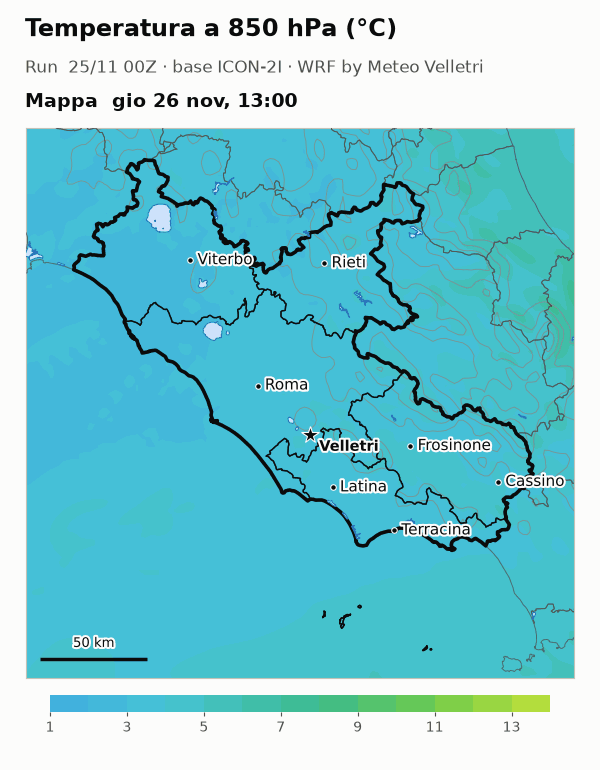 Temperatura a 850 hPa (°C)
Run  25/11 00Z · base ICON-2I · WRF by Meteo Velletri
Mappa  gio 26 nov, 13:00
Viterbo
Rieti
Roma
Velletri
Frosinone
Latina
Cassino
Terracina
50 km
1 3 5 7 9 11 13